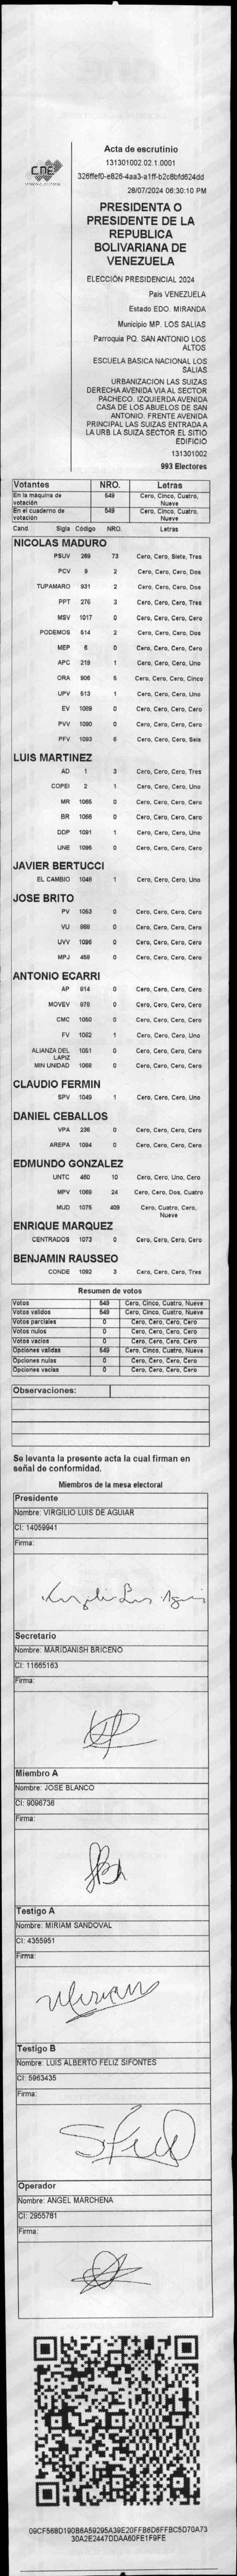 CNE
Acta de escrutinio
131301002.02.1.0001
326ffef0-e826-4aa3-a1ff-b2c8bfd624dd
28/07/2024 06:30:10 PM
PRESIDENTA O
PRESIDENTE DE LA
REPUBLICA
BOLIVARIANA DE
VENEZUELA
ELECCIÓN PRESIDENCIAL 2024
Pais VENEZUELA
Estado EDO. MIRANDA
Municipio MP. LOS SALIAS
Parroquia PQ. SAN ANTONIO LOS
ALTOS
ESCUELA BASICA NACIONAL LOS
SALIAS
URBANIZACION LAS SUIZAS
DERECHA AVENIDA VIA AL SECTOR
PACHECO. IZQUIERDA AVENIDA
CASA DE LOS ABUELOS DE SAN
ANTONIO. FRENTE AVENIDA
PRINCIPAL LAS SUIZAS ENTRADA A
LA URB LA SUIZA SECTOR EL SITIO
EDIFICIO
131301002
993 Electores
Votantes NRO. Letras
En la máquina de votación 549 Cero, Cinco, Cuatro, Nueve
En el cuaderno de votación 549 Cero, Cinco, Cuatro, Nueve
Cand. Sigla Código NRO. Letras
NICOLAS MADURO
PSUV 269 73 Cero, Cero, Siete, Tres
PCV 9 2 Cero, Cero, Cero, Dos
TUPAMARO 931 2 Cero, Cero, Cero, Dos
PPT 276 3 Cero, Cero, Cero, Tres
MSV 1017 0 Cero, Cero, Cero, Cero
PODEMOS 514 2 Cero, Cero, Cero, Dos
MEP 6 0 Cero, Cero, Cero, Cero
APC 219 1 Cero, Cero, Cero, Uno
ORA 906 5 Cero, Cero, Cero, Cinco
UPV 513 1 Cero, Cero, Cero, Uno
EV 1089 0 Cero, Cero, Cero, Cero
PVV 1090 0 Cero, Cero, Cero, Cero
PFV 1093 6 Cero, Cero, Cero, Seis
LUIS MARTINEZ
AD 1 3 Cero, Cero, Cero, Tres
COPEI 2 1 Cero, Cero, Cero, Uno
MR 1065 0 Cero, Cero, Cero, Cero
BR 1066 0 Cero, Cero, Cero, Cero
DDP 1091 1 Cero, Cero, Cero, Uno
UNE 1096 0 Cero, Cero, Cero, Cero
JAVIER BERTUCCI
EL CAMBIO 1048 1 Cero, Cero, Cero, Uno
JOSE BRITO
PV 1053 0 Cero, Cero, Cero, Cero
VU 968 0 Cero, Cero, Cero, Cero
UVV 1096 0 Cero, Cero, Cero, Cero
MPJ 459 0 Cero, Cero, Cero, Cero
ANTONIO ECARRI
AP 914 0 Cero, Cero, Cero, Cero
MOVEV 979 0 Cero, Cero, Cero, Cero
CMC 1050 0 Cero, Cero, Cero, Cero
FV 1052 1 Cero, Cero, Cero, Uno
ALIANZA DEL LAPIZ 1051 0 Cero, Cero, Cero, Cero
MIN UNIDAD 1068 0 Cero, Cero, Cero, Cero
CLAUDIO FERMIN
SPV 1049 1 Cero, Cero, Cero, Uno
DANIEL CEBALLOS
VPA 236 0 Cero, Cero, Cero, Cero
AREPA 1094 0 Cero, Cero, Cero, Cero
EDMUNDO GONZALEZ
UNTC 460 10 Cero, Cero, Uno, Cero
MPV 1069 24 Cero, Cero, Dos, Cuatro
MUD 1075 409 Cero, Cuatro, Cero, Nueve
ENRIQUE MARQUEZ
CENTRADOS 1073 0 Cero, Cero, Cero, Cero
BENJAMIN RAUSSEO
CONDE 1092 3 Cero, Cero, Cero, Tres
Resumen de votos
Votos 549 Cero, Cinco, Cuatro, Nueve
Votos validos 549 Cero, Cinco, Cuatro, Nueve
Votos parciales 0 Cero, Cero, Cero, Cero
Votos nulos 0 Cero, Cero, Cero, Cero
Votos vacios 0 Cero, Cero, Cero, Cero
Opciones validas 549 Cero, Cinco, Cuatro, Nueve
Opciones nulas 0 Cero, Cero, Cero, Cero
Opciones vacias 0 Cero, Cero, Cero, Cero
Observaciones:
Se levanta la presente acta la cual firman en
señal de conformidad.
Miembros de la mesa electoral
Presidente
Nombre: VIRGILIO LUIS DE AGUIAR
CI: 14059941
Firma:
Secretario
Nombre: MARIDANISH BRICEÑO
CI: 11665163
Firma:
Miembro A
Nombre: JOSE BLANCO
CI: 9096736
Firma:
Testigo A
Nombre: MIRIAM SANDOVAL
CI: 4355951
Firma:
Miriam
Testigo B
Nombre: LUIS ALBERTO FELIZ SIFONTES
CI: 5963435
Firma:
Operador
Nombre: ANGEL MARCHENA
CI: 2955781
Firma:
09CF568D190B6A59295A39E20FFB6D6FFBC5D70A73
30A2E2447DDAA60FE1F9FE